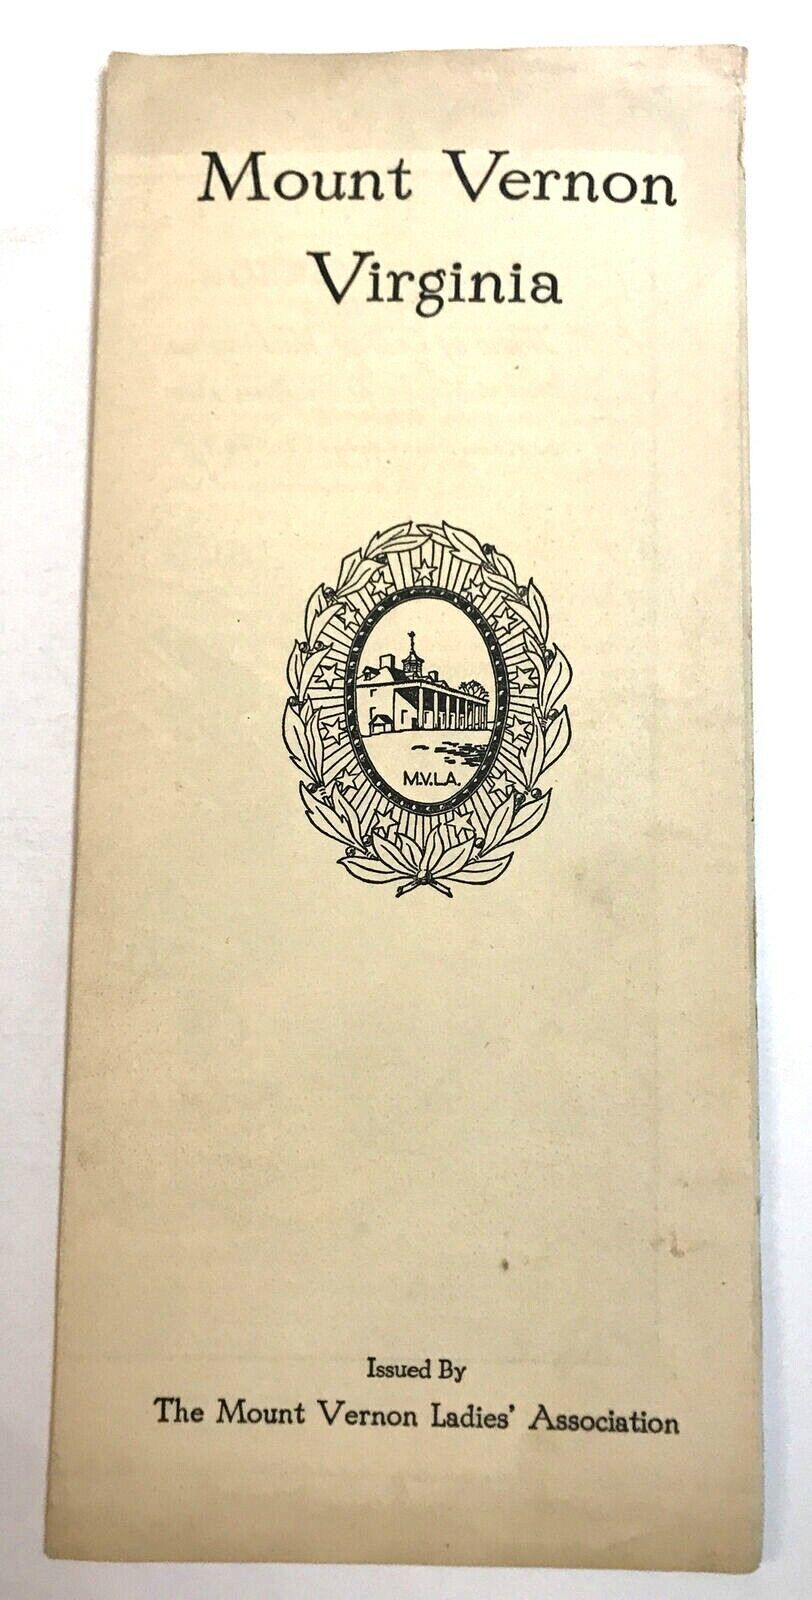 Mount Vernon
Virginia
M.V.L.A.
Issued By
The Mount Vernon Ladies' Association